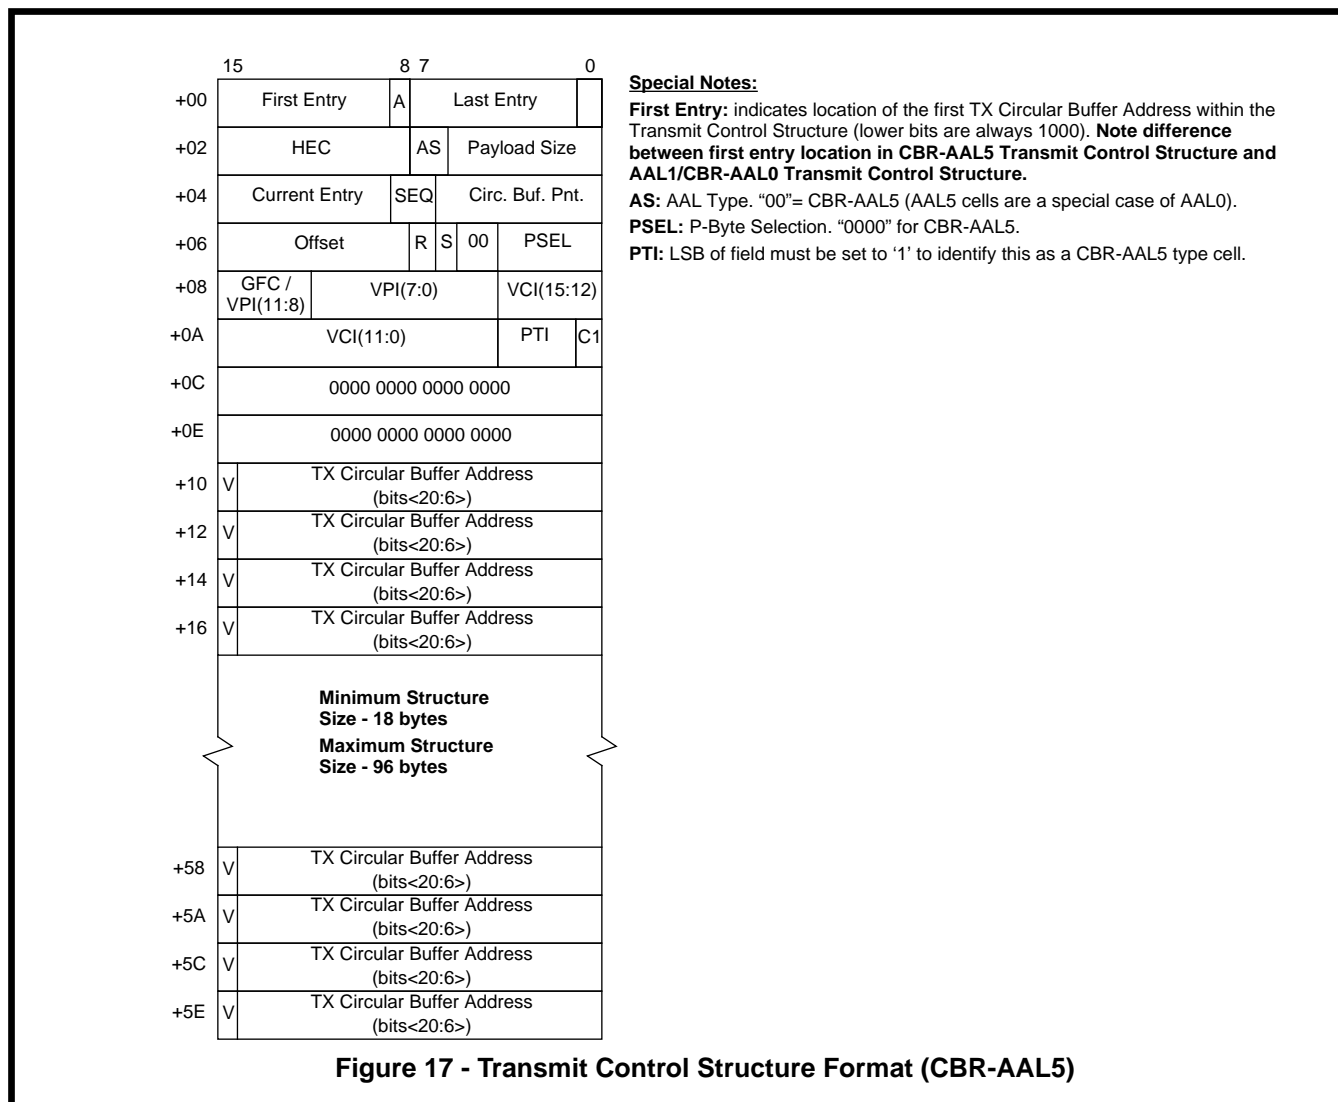 15 8 7 0
+00 First Entry A Last Entry
+02 HEC AS Payload Size
+04 Current Entry SEQ Circ. Buf. Pnt.
+06 Offset R S 00 PSEL
+08 GFC / VPI(11:8) VPI(7:0) VCI(15:12)
+0A VCI(11:0) PTI C1
+0C 0000 0000 0000 0000
+0E 0000 0000 0000 0000
+10 V TX Circular Buffer Address
(bits<20:6>)
+12 V TX Circular Buffer Address
(bits<20:6>)
+14 V TX Circular Buffer Address
(bits<20:6>)
+16 V TX Circular Buffer Address
(bits<20:6>)
Minimum Structure
Size - 18 bytes
Maximum Structure
Size - 96 bytes
+58 V TX Circular Buffer Address
(bits<20:6>)
+5A V TX Circular Buffer Address
(bits<20:6>)
+5C V TX Circular Buffer Address
(bits<20:6>)
+5E V TX Circular Buffer Address
(bits<20:6>)
Special Notes:
First Entry: indicates location of the first TX Circular Buffer Address within the
Transmit Control Structure (lower bits are always 1000). Note difference
between first entry location in CBR-AAL5 Transmit Control Structure and
AAL1/CBR-AAL0 Transmit Control Structure.
AS: AAL Type. “00”= CBR-AAL5 (AAL5 cells are a special case of AAL0).
PSEL: P-Byte Selection. “0000” for CBR-AAL5.
PTI: LSB of field must be set to ‘1’ to identify this as a CBR-AAL5 type cell.
Figure 17 - Transmit Control Structure Format (CBR-AAL5)